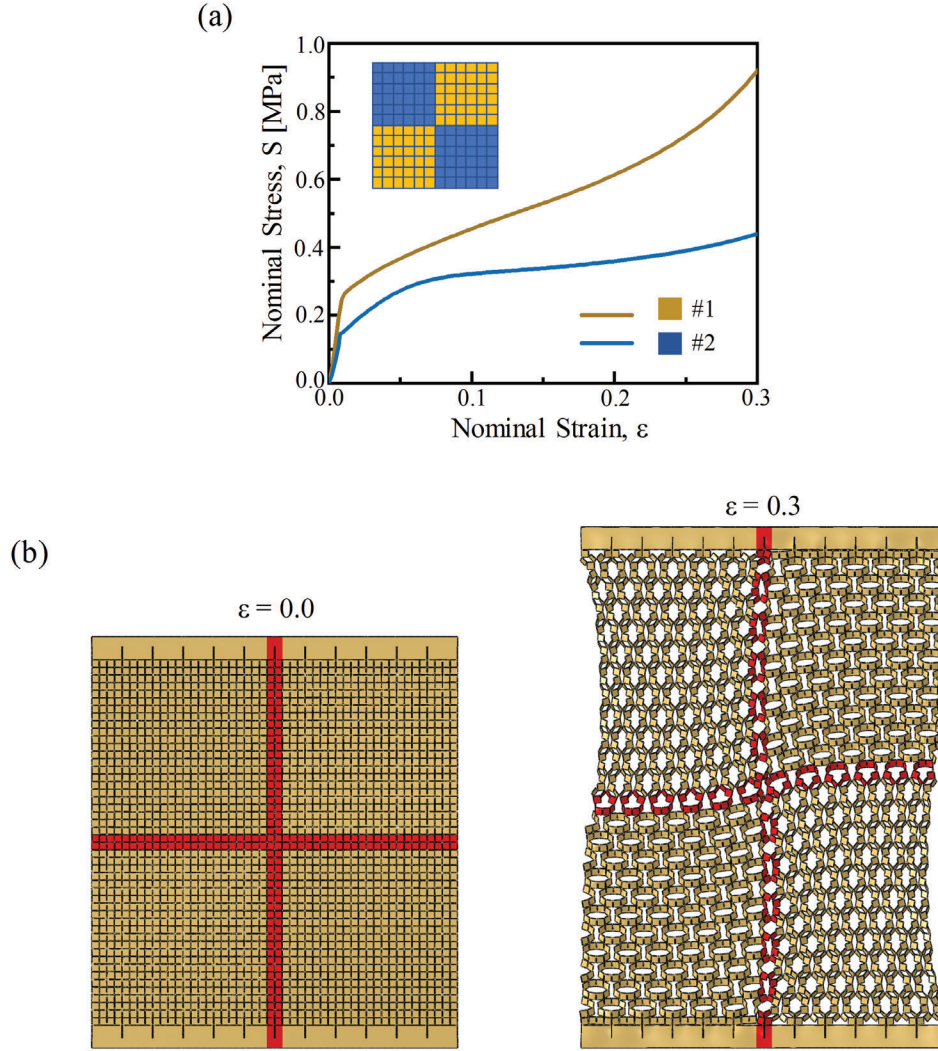 (a)
Nominal Stress, S [MPa]
1.0
0.8
0.6
0.4
0.2
0.0
0.0 0.1 0.2 0.3
Nominal Strain, ε
#1
#2
(b)
ε = 0.0
ε = 0.3